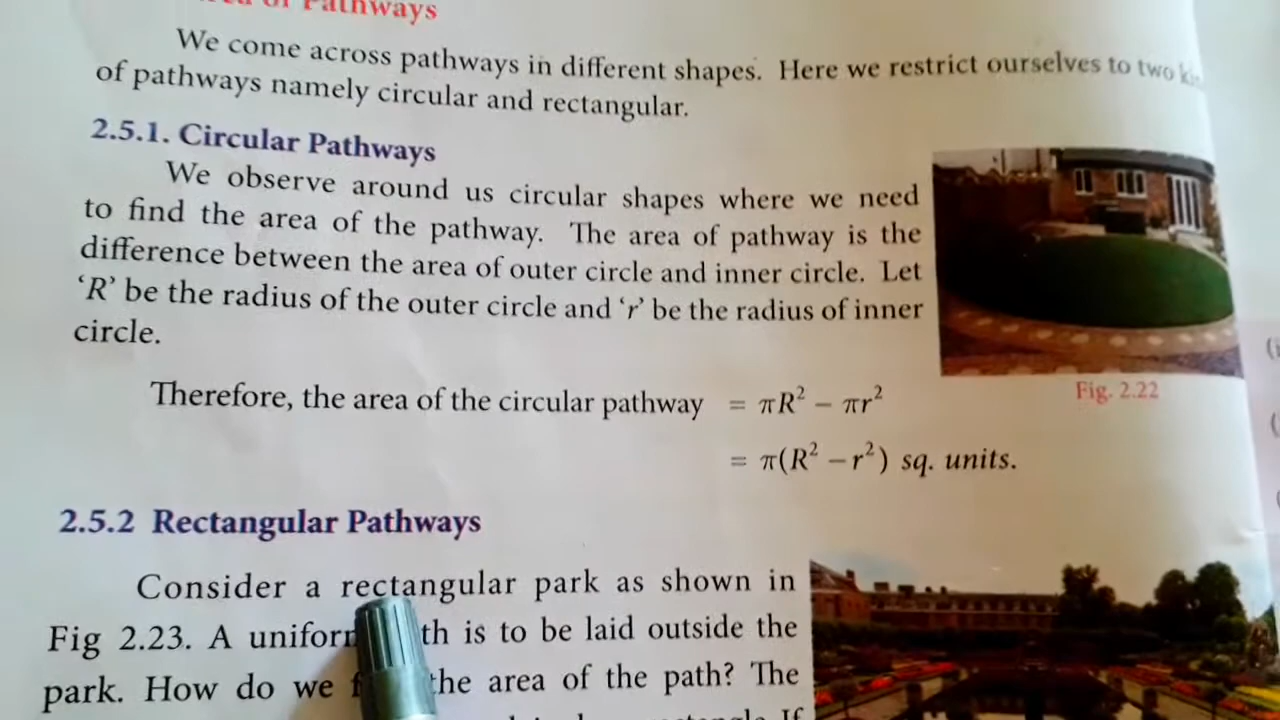 of Pathways
We come across pathways in different shapes. Here we restrict ourselves to two
of pathways namely circular and rectangular.
2.5.1. Circular Pathways
We observe around us circular shapes where we need
to find the area of the pathway. The area of pathway is the
difference between the area of outer circle and inner circle. Let
‘R’ be the radius of the outer circle and ‘r’ be the radius of inner
circle.
Therefore, the area of the circular pathway = πR² − πr²
= π(R² − r²) sq. units.
Fig. 2.22
2.5.2 Rectangular Pathways
Consider a rectangular park as shown in
Fig 2.23. A is to be laid outside the
park. How do we the area of the path? The
If